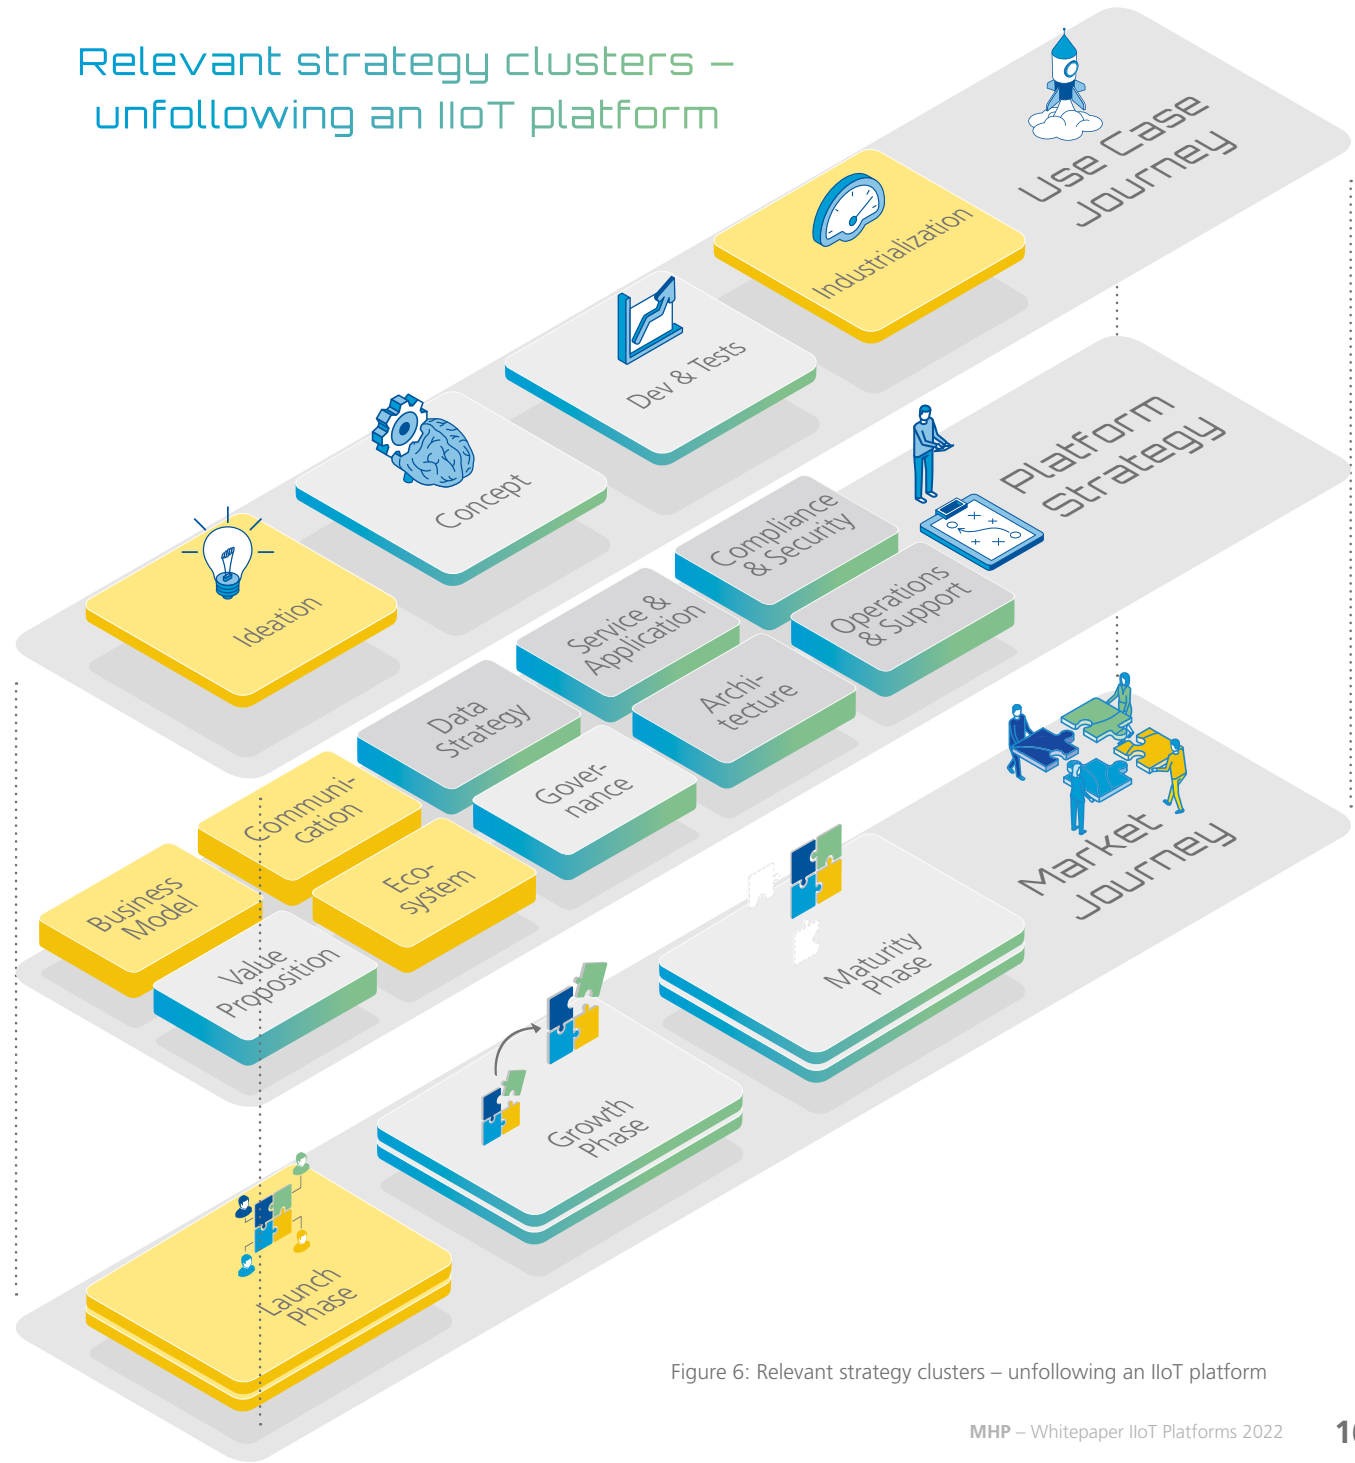 Relevant strategy clusters –
unfollowing an IIoT platform
Use Case
Journey
Industrialization
Dev & Tests
Concept
Ideation
Platform
Strategy
Compliance
& Security
Operations
& Support
Service &
Application
Archi-
tecture
Data
Strategy
Gover-
nance
Communi-
cation
Eco-
system
Business
Model
Value
Proposition
Market
Journey
Maturity
Phase
Growth
Phase
Launch
Phase
Figure 6: Relevant strategy clusters – unfollowing an IIoT platform
MHP – Whitepaper IIoT Platforms 2022